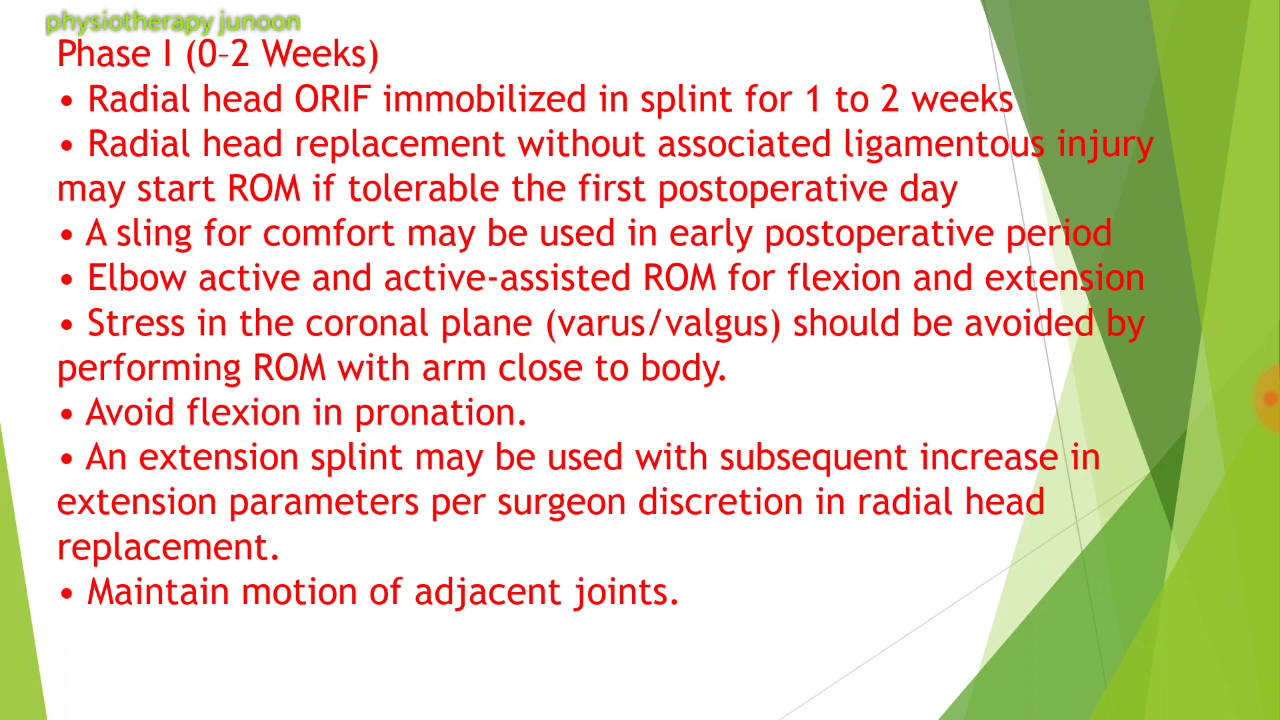 physiotherapy junoon
Phase I (0–2 Weeks)
• Radial head ORIF immobilized in splint for 1 to 2 weeks
• Radial head replacement without associated ligamentous injury
may start ROM if tolerable the first postoperative day
• A sling for comfort may be used in early postoperative period
• Elbow active and active-assisted ROM for flexion and extension
• Stress in the coronal plane (varus/valgus) should be avoided by
performing ROM with arm close to body.
• Avoid flexion in pronation.
• An extension splint may be used with subsequent increase in
extension parameters per surgeon discretion in radial head
replacement.
• Maintain motion of adjacent joints.